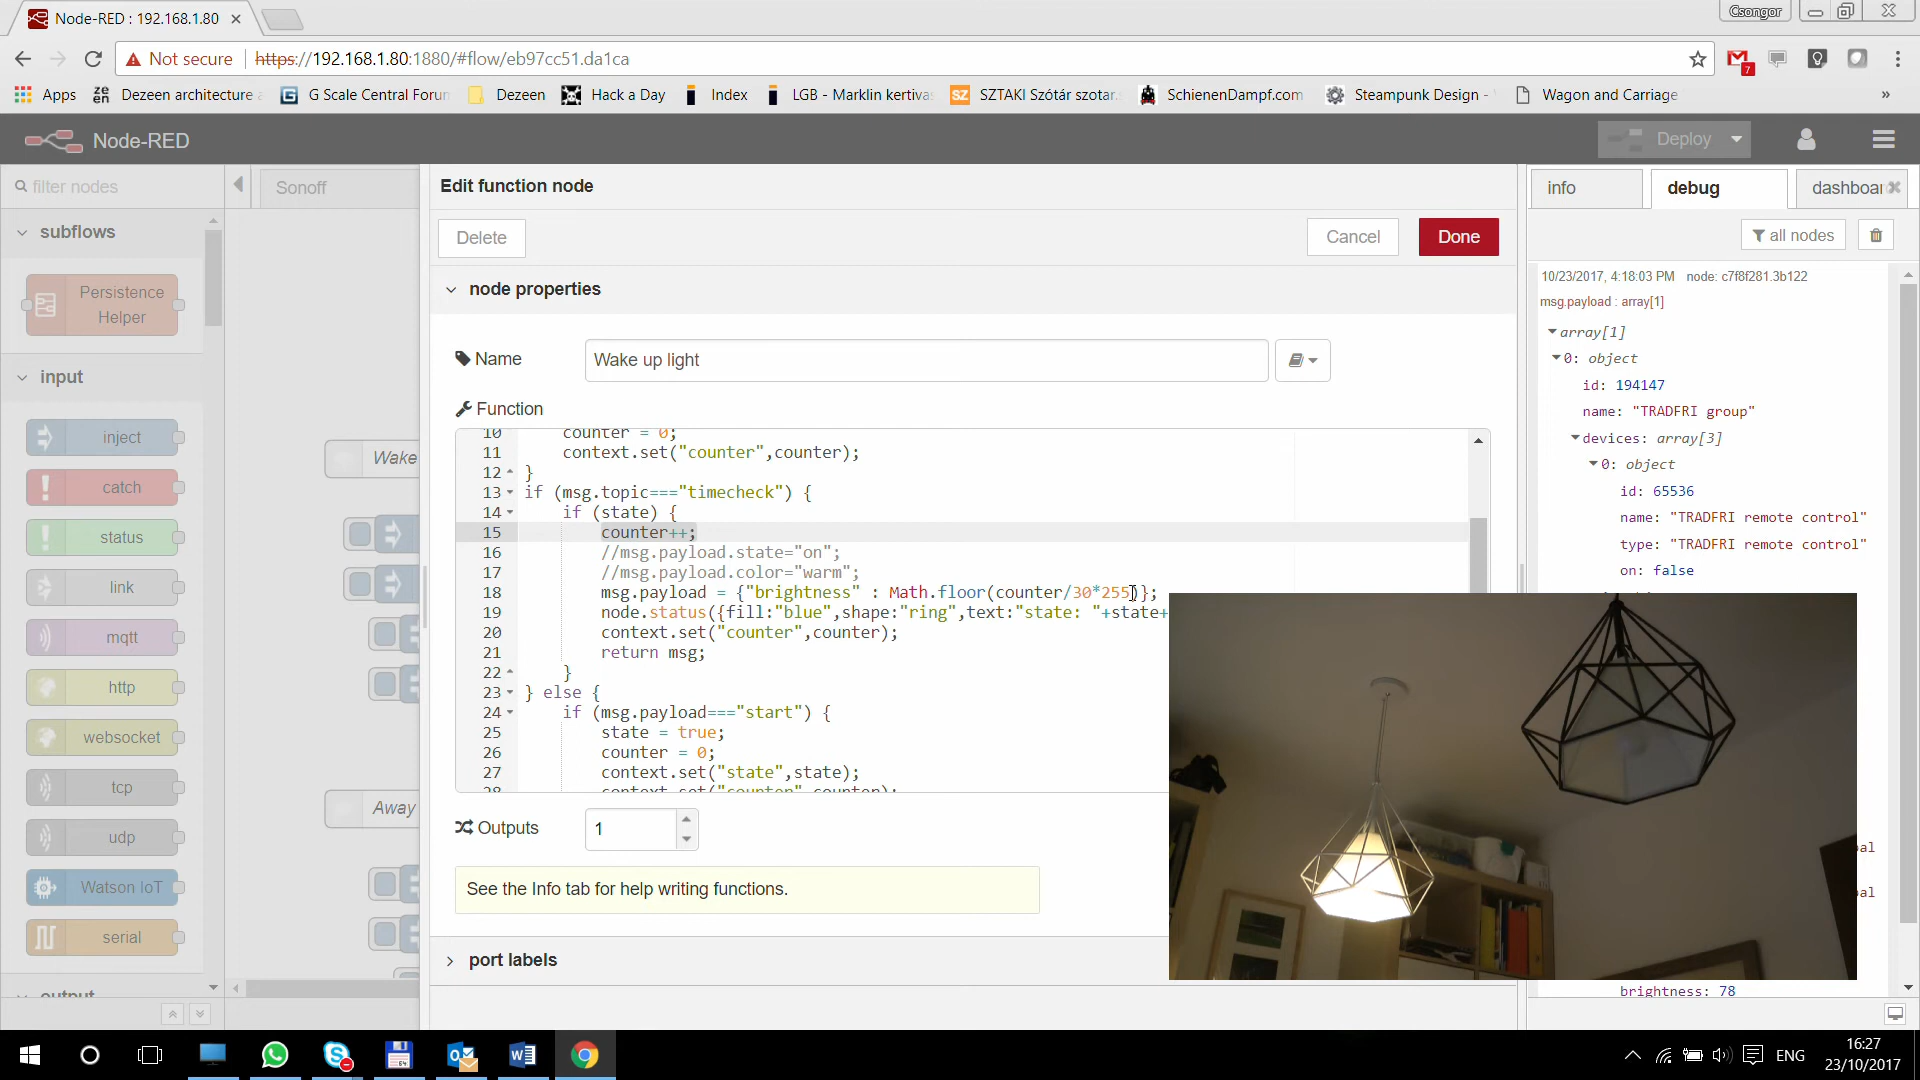 Node-RED : 192.168.1.80
Csongor
Not secure
https://192.168.1.80:1880/#flow/eb97cc51.da1ca
7
Apps
Dezeen architecture
G Scale Central Forum
Dezeen
Hack a Day
Index
LGB - Marklin kertivas
SZTAKI Szótár szotar.s
SchienenDampf.com
Steampunk Design -
Wagon and Carriage
»
Node-RED
Deploy
filter nodes
Sonoff
Edit function node
info
debug
dashboar
subflows
Delete
Cancel
Done
all nodes
Persistence
Helper
node properties
10/23/2017, 4:18:03 PM node: c7f8f281.3b122
msg.payload : array[1]
array[1]
0: object
id: 194147
name: "TRADFRI group"
devices: array[3]
0: object
id: 65536
name: "TRADFRI remote control"
type: "TRADFRI remote control"
on: false
input
Name
Wake up light
Function
inject
catch
status
link
mqtt
http
websocket
tcp
udp
Watson IoT
serial
output
Wake
Away
10 counter = 0;
11 context.set("counter",counter);
12 }
13 if (msg.topic==="timecheck") {
14 if (state) {
15 counter++;
16 //msg.payload.state="on";
17 //msg.payload.color="warm";
18 msg.payload = {"brightness" : Math.floor(counter/30*255)};
19 node.status({fill:"blue",shape:"ring",text:"state: "+state+
20 context.set("counter",counter);
21 return msg;
22 }
23 } else {
24 if (msg.payload==="start") {
25 state = true;
26 counter = 0;
27 context.set("state",state);
28 context.set("counter",counter);
Outputs
1
See the Info tab for help writing functions.
port labels
brightness: 78
ENG
16:27
23/10/2017